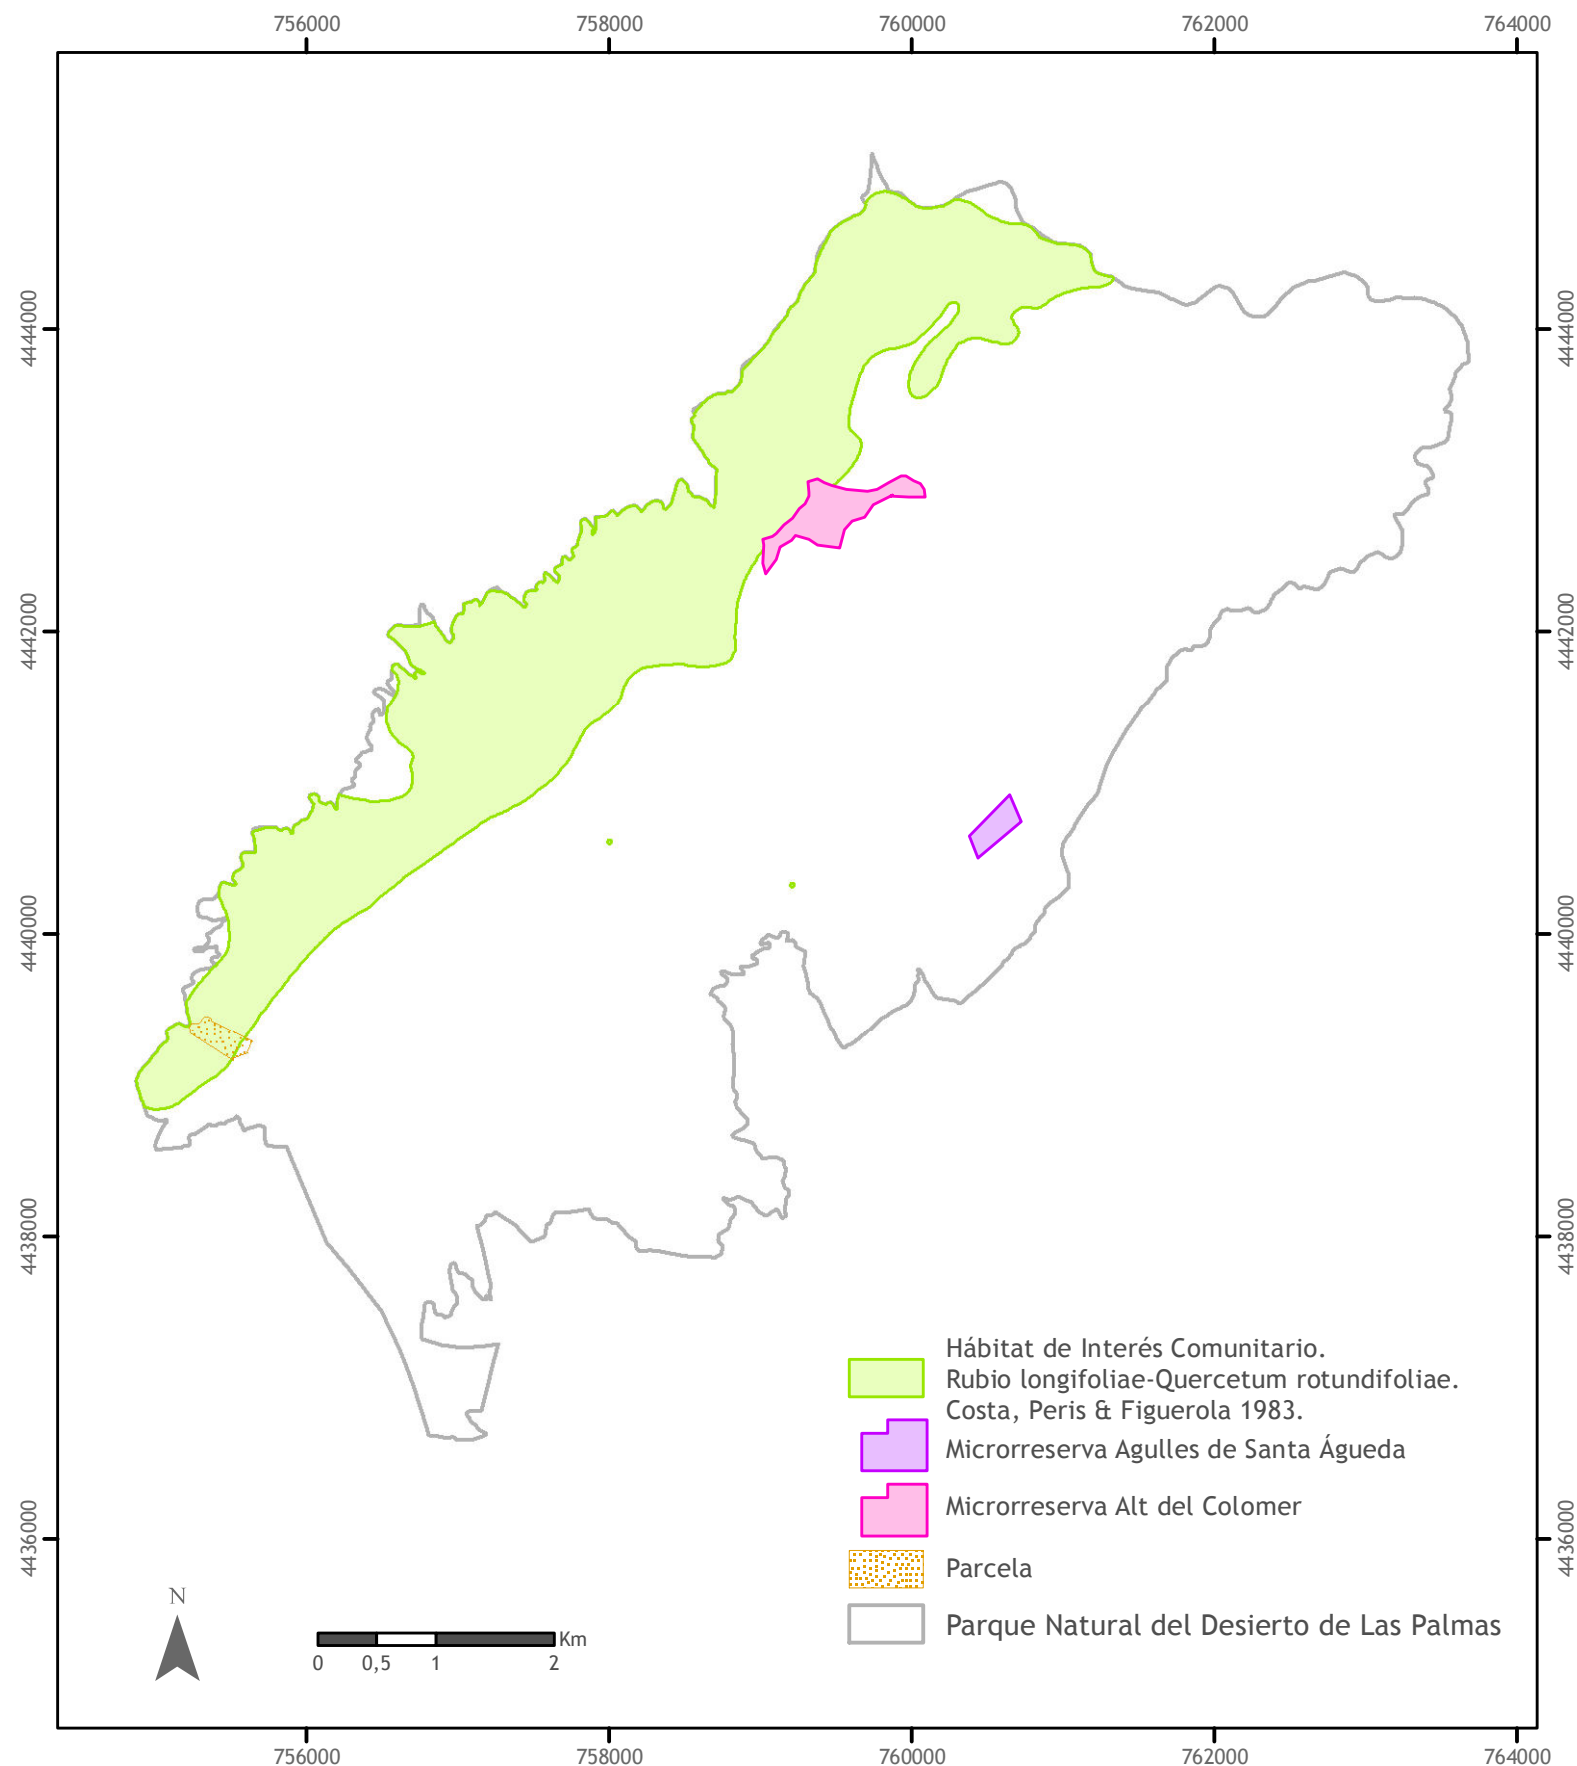 756000 758000 760000 762000 764000
4444000 4444000
4442000 4442000
4440000 4440000
4438000 4438000
4436000 4436000
Hábitat de Interés Comunitario.
Rubio longifoliae-Quercetum rotundifoliae.
Costa, Peris & Figuerola 1983.
Microrreserva Agulles de Santa Águeda
Microrreserva Alt del Colomer
Parcela
Parque Natural del Desierto de Las Palmas
N
Km
0 0,5 1 2
756000 758000 760000 762000 764000